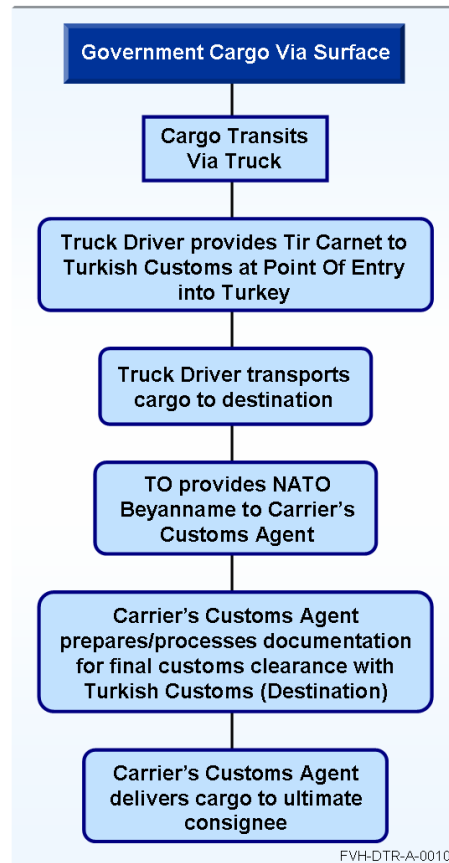 Government Cargo Via Surface
Cargo Transits
Via Truck
Truck Driver provides Tir Carnet to
Turkish Customs at Point Of Entry
into Turkey
Truck Driver transports
cargo to destination
TO provides NATO
Beyanname to Carrier's
Customs Agent
Carrier's Customs Agent
prepares/processes documentation
for final customs clearance with
Turkish Customs (Destination)
Carrier's Customs Agent
delivers cargo to ultimate
consignee
FVH-DTR-A-0010